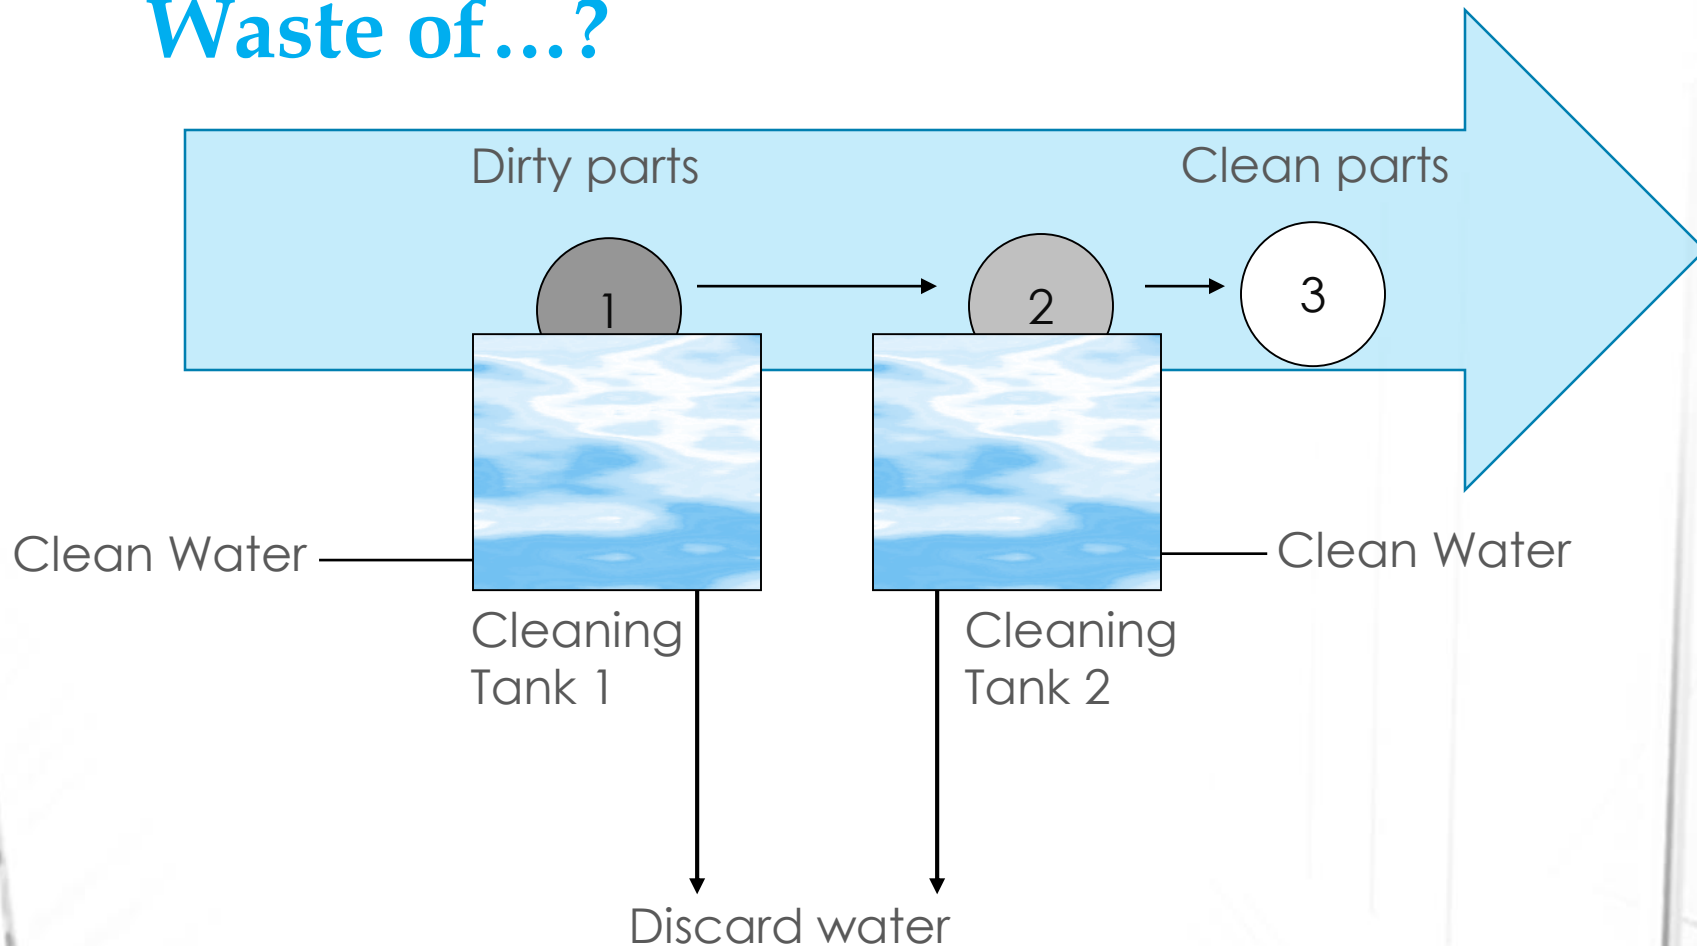 Waste of…?
Dirty parts
Clean parts
1
2
3
Clean Water
Clean Water
Cleaning
Tank 1
Cleaning
Tank 2
Discard water